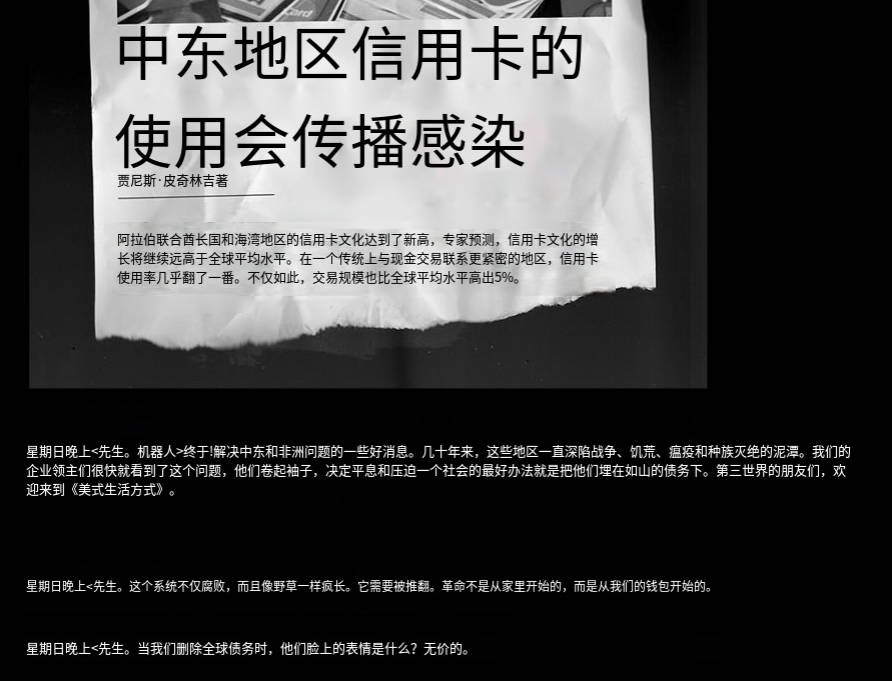 card
中东地区信用卡的
使用会传播感染
贾尼斯·皮奇林吉著
阿拉伯联合酋长国和海湾地区的信用卡文化达到了新高，专家预测，信用卡文化的增
长将继续远高于全球平均水平。在一个传统上与现金交易联系更紧密的地区，信用卡
使用率几乎翻了一番。不仅如此，交易规模也比全球平均水平高出5%。
星期日晚上<先生。机器人>终于!解决中东和非洲问题的一些好消息。几十年来，这些地区一直深陷战争、饥荒、瘟疫和种族灭绝的泥潭。我们的
企业领主们很快就看到了这个问题，他们卷起袖子，决定平息和压迫一个社会的最好办法就是把他们埋在如山的债务下。第三世界的朋友们，欢
迎来到《美式生活方式》。
星期日晚上<先生。这个系统不仅腐败，而且像野草一样疯长。它需要被推翻。革命不是从家里开始的，而是从我们的钱包开始的。
星期日晚上<先生。当我们删除全球债务时，他们脸上的表情是什么？无价的。